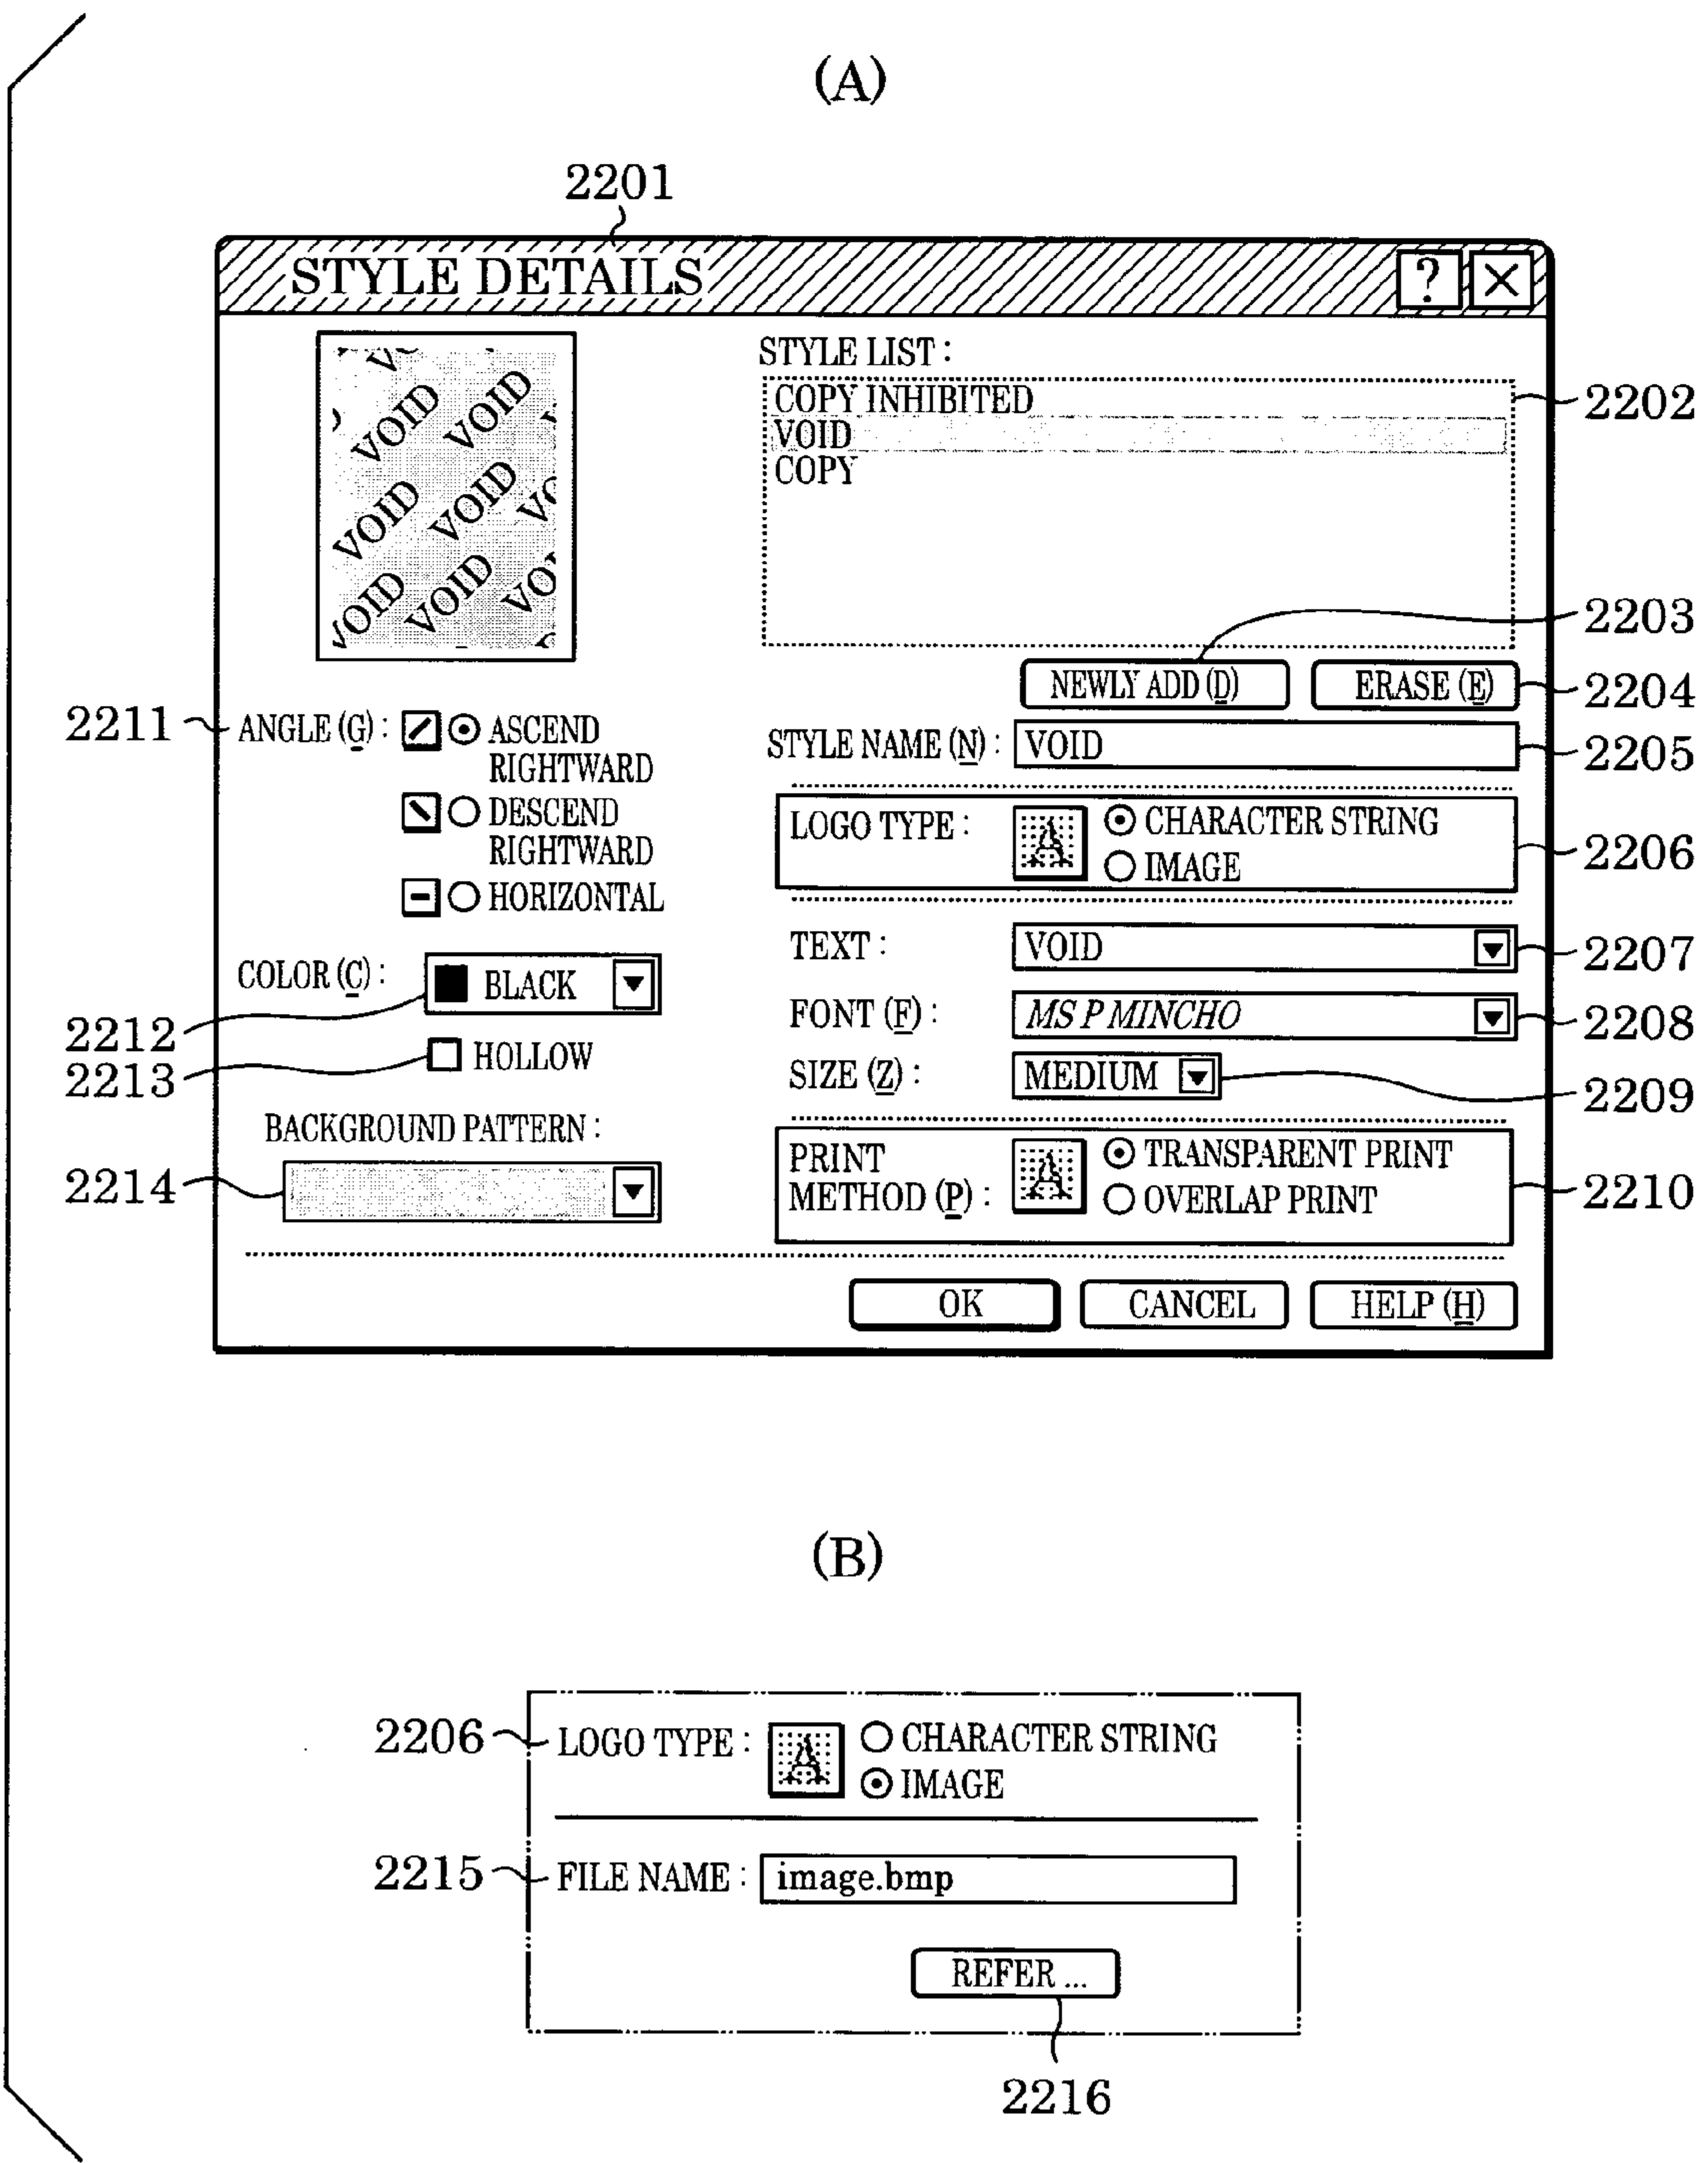 (A)
2201
STYLE DETAILS ? X
VOID VOID
VOID VOID VO
VOID VOID VO
STYLE LIST :
COPY INHIBITED
VOID
COPY
2202
2203
NEWLY ADD (D) ERASE (E) 2204
2211 ANGLE (G) : ASCEND RIGHTWARD
DESCEND RIGHTWARD
HORIZONTAL
STYLE NAME (N) : VOID 2205
LOGO TYPE : A CHARACTER STRING
IMAGE
2206
COLOR (C) : BLACK
2212
HOLLOW
2213
TEXT : VOID 2207
FONT (F) : MS P MINCHO 2208
SIZE (Z) : MEDIUM 2209
BACKGROUND PATTERN :
2214
PRINT METHOD (P) : A TRANSPARENT PRINT
OVERLAP PRINT
2210
OK CANCEL HELP (H)
(B)
2206 LOGO TYPE : A CHARACTER STRING
IMAGE
2215 FILE NAME : image.bmp
REFER ...
2216